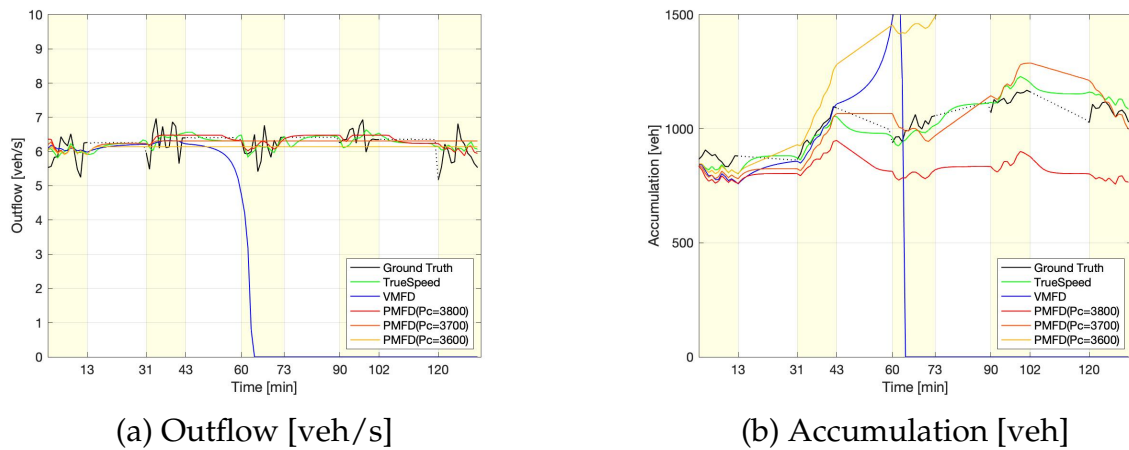 10
9
8
7
6
5
4
3
2
1
0
Outflow [veh/s]
13 31 43 60 73 90 102 120
Time [min]
Ground Truth
TrueSpeed
VMFD
PMFD(Pc=3800)
PMFD(Pc=3700)
PMFD(Pc=3600)
(a) Outflow [veh/s]
1500
1000
500
0
Accumulation [veh]
13 31 43 60 73 90 102 120
Time [min]
Ground Truth
TrueSpeed
VMFD
PMFD(Pc=3800)
PMFD(Pc=3700)
PMFD(Pc=3600)
(b) Accumulation [veh]